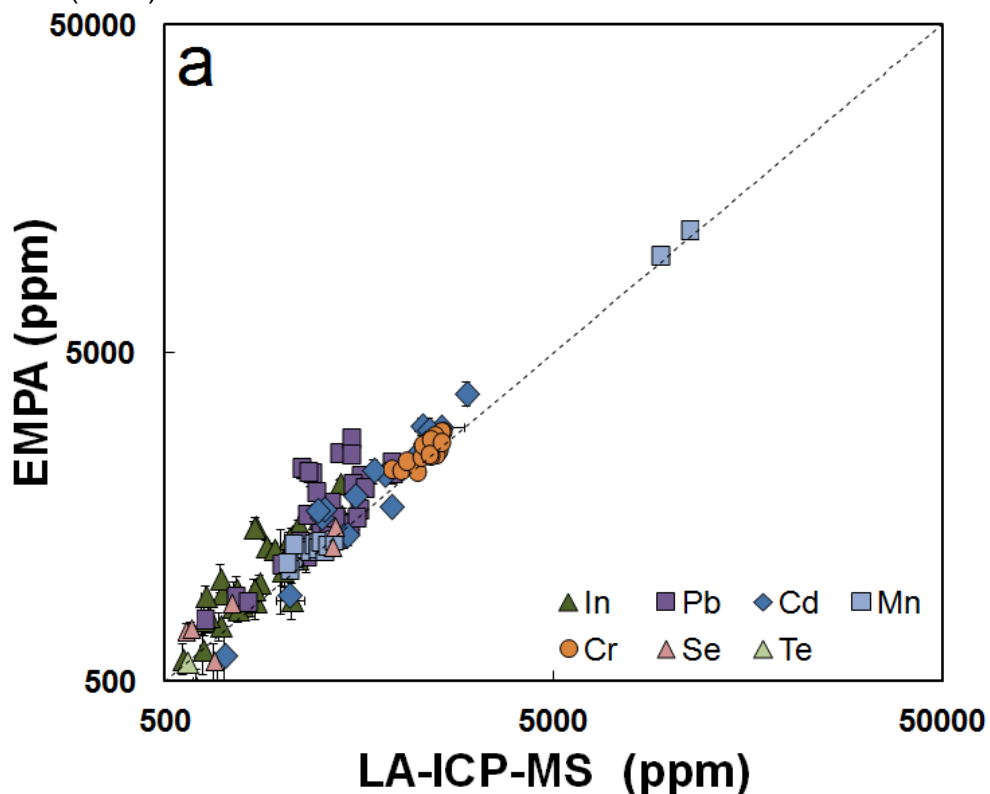 50000
a
EMPA (ppm)
5000
In Pb Cd Mn
Cr Se Te
500
500 5000 50000
LA-ICP-MS (ppm)